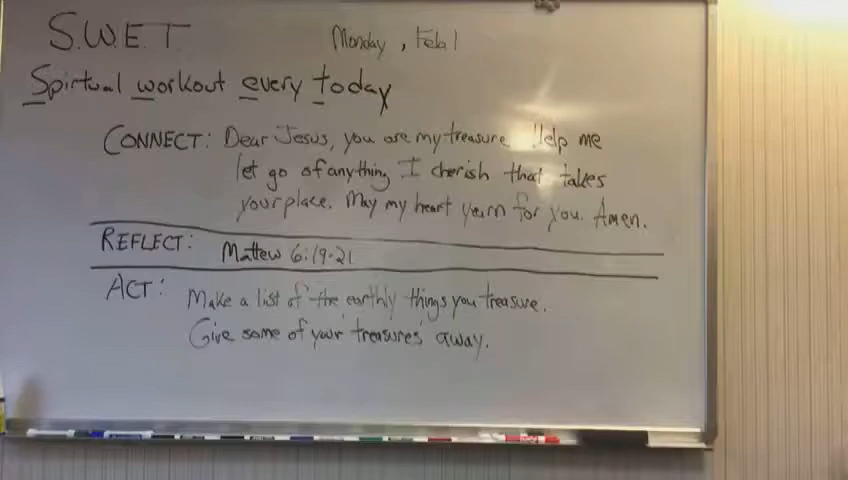 S.W.E.T
Monday, Feb 1
Spirtual workout every today
CONNECT: Dear Jesus, you are my treasure. Help me
let go of anything I cherish that takes
your place. May my heart yearn for you. Amen.
REFLECT: Mattew 6:19-21
ACT: Make a list of the earthly things you treasure.
Give some of your 'treasures' away.